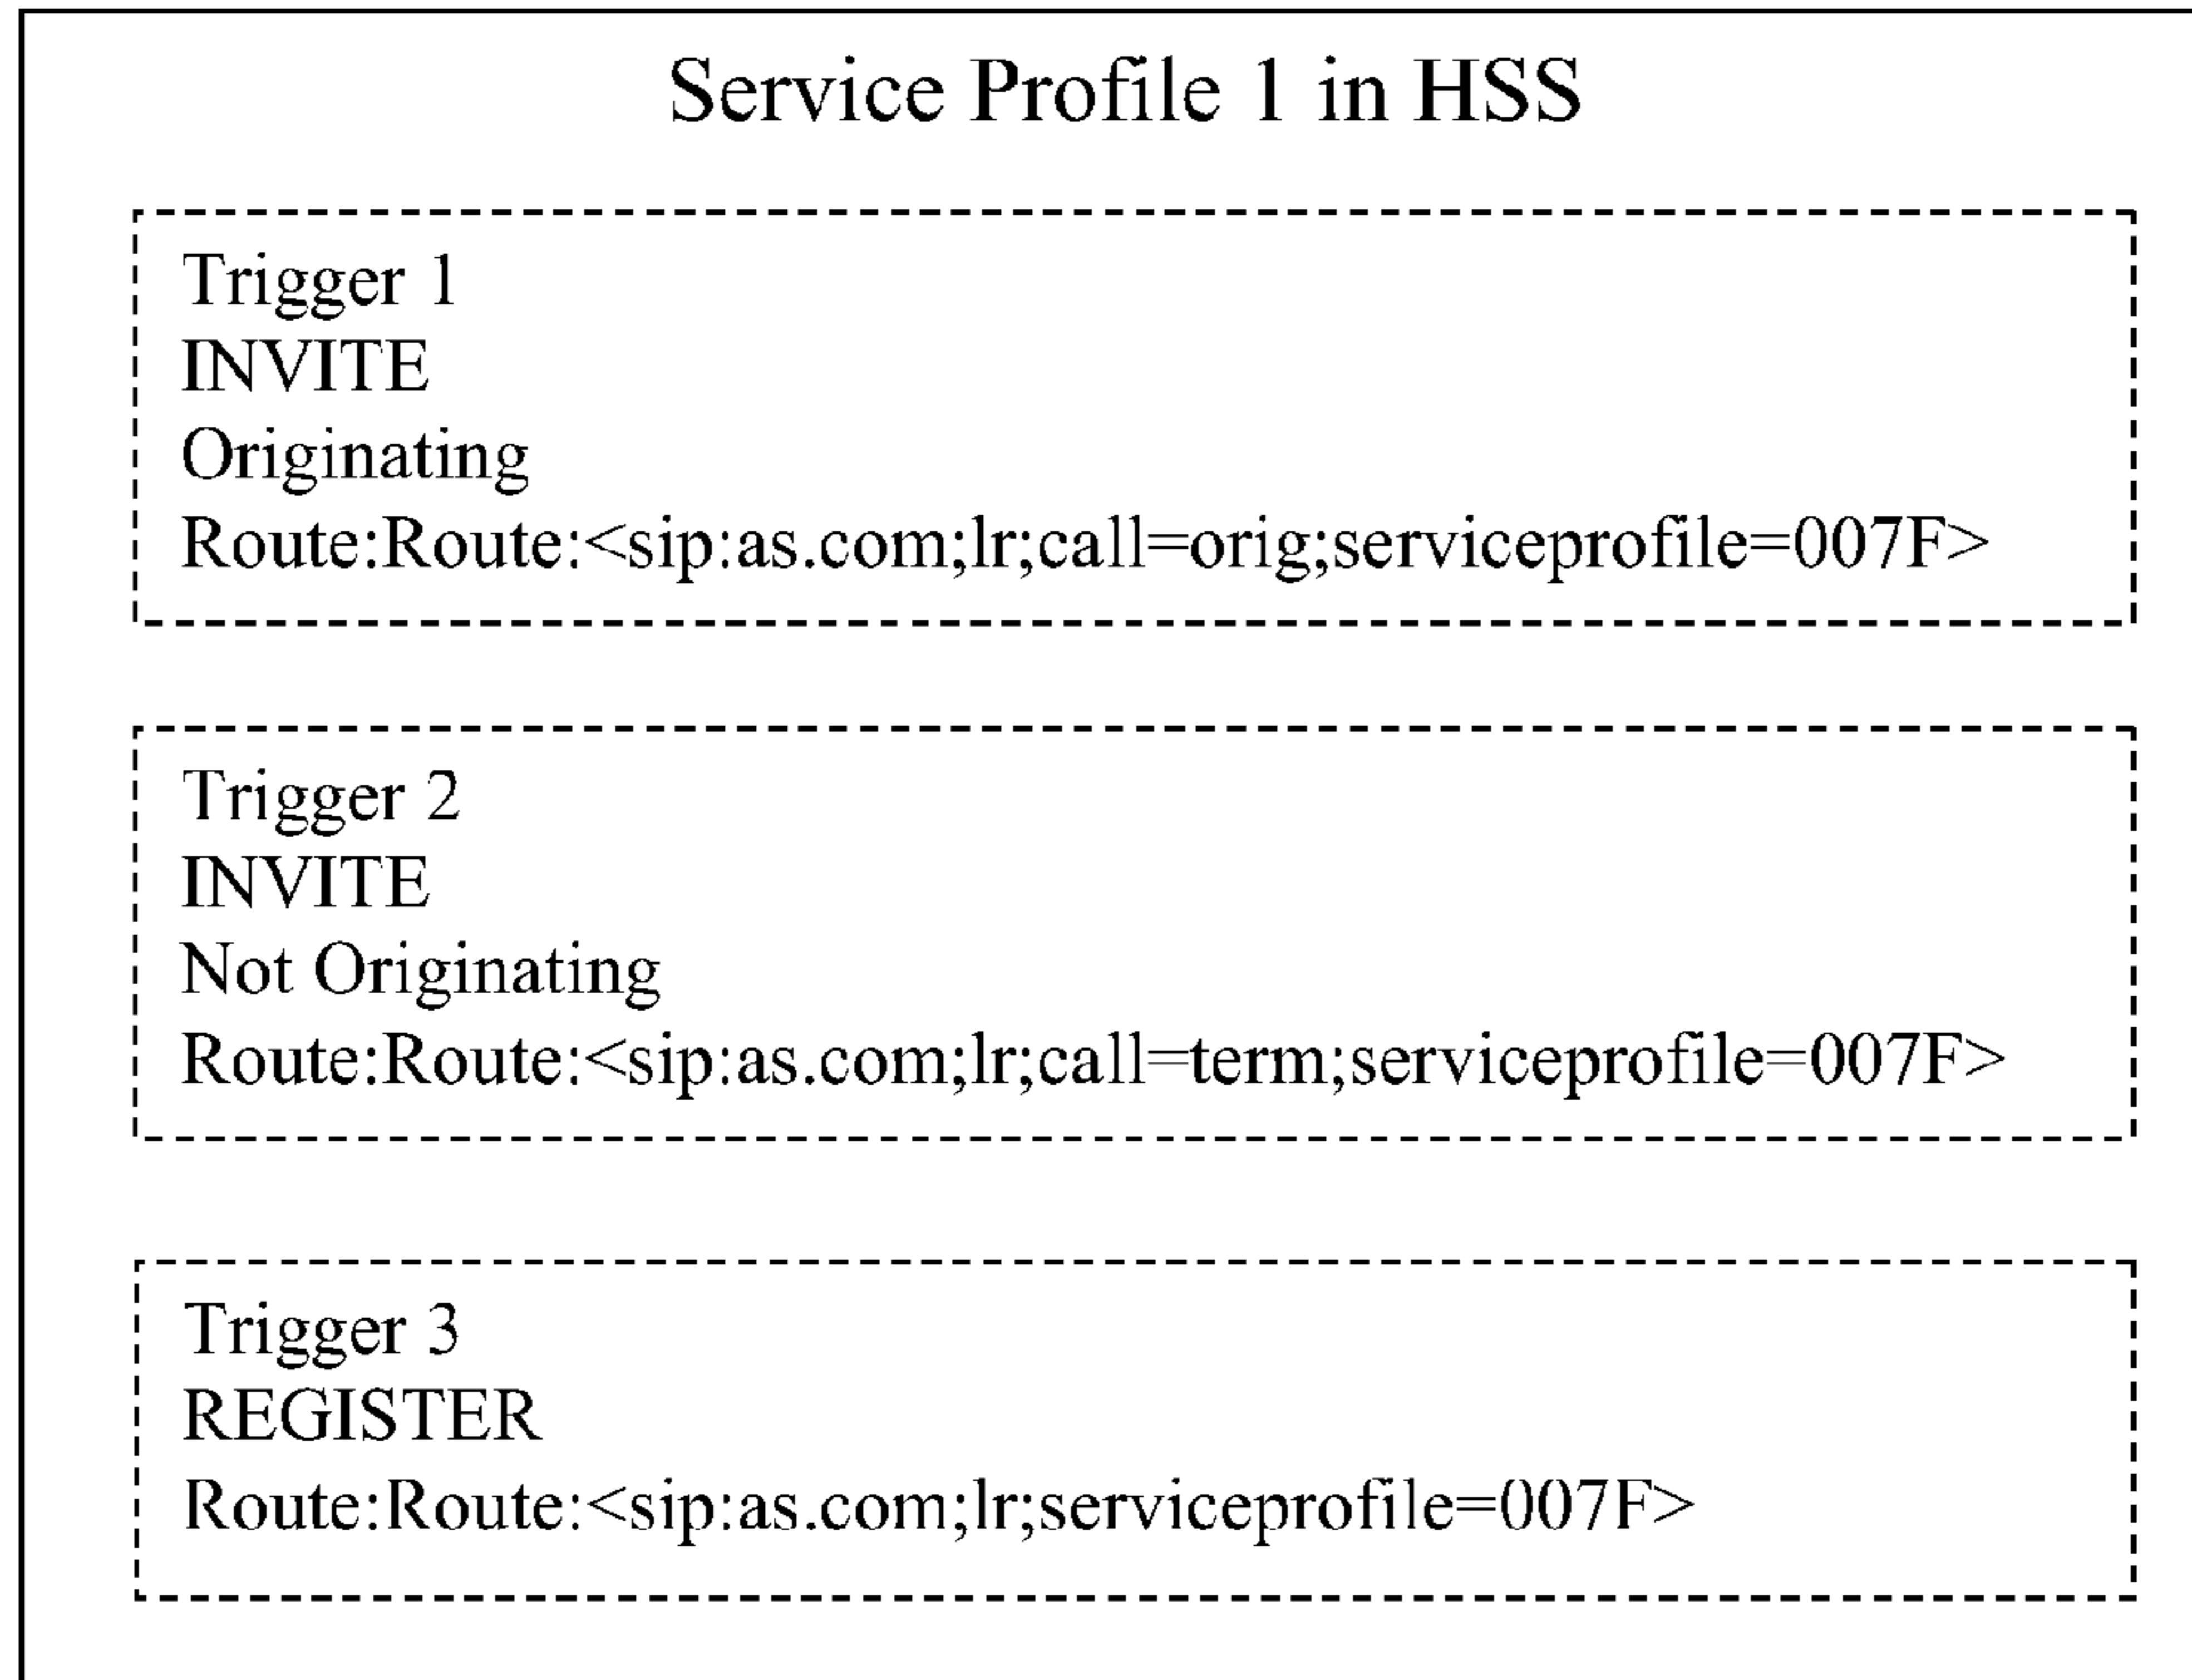 Service Profile 1 in HSS
Trigger 1
INVITE
Originating
Route:Route:<sip:as.com;lr;call=orig;serviceprofile=007F>
Trigger 2
INVITE
Not Originating
Route:Route:<sip:as.com;lr;call=term;serviceprofile=007F>
Trigger 3
REGISTER
Route:Route:<sip:as.com;lr;serviceprofile=007F>